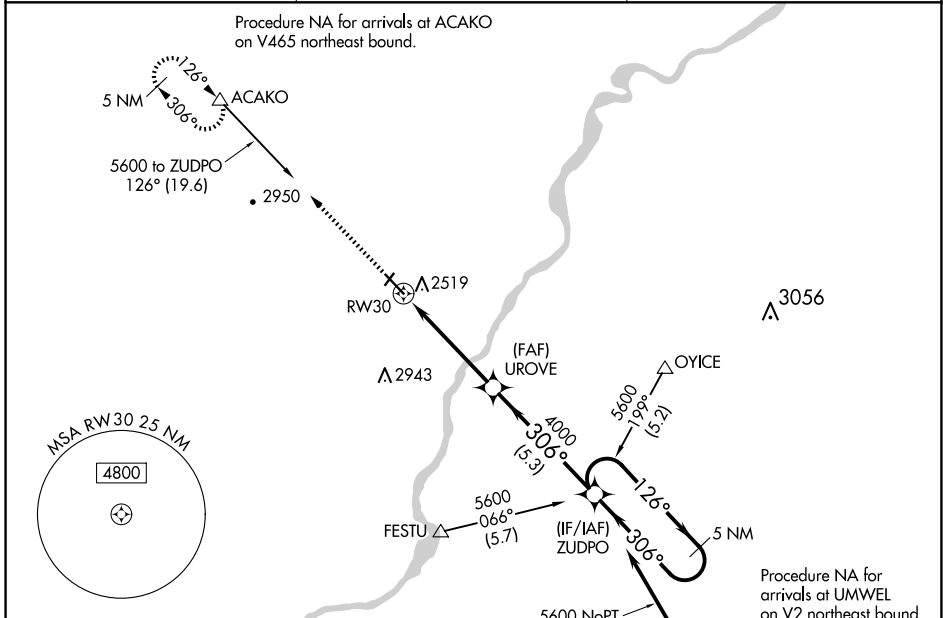 Procedure NA for arrivals at ACAKO
on V465 northeast bound.
126°
5 NM
306°
ACAKO
5600 to ZUDPO
126° (19.6)
2950
2519
RW30
3056
(FAF)
UROVE
OYICE
2943
5600
199°
(5.2)
4000
306°
(5.3)
MSA RW30 25 NM
4800
126°
5600
066°
(5.7)
FESTU
(IF/IAF)
ZUDPO
306°
5 NM
Procedure NA for
arrivals at UMWEL
on V2 northeast bound
5600 NoPT